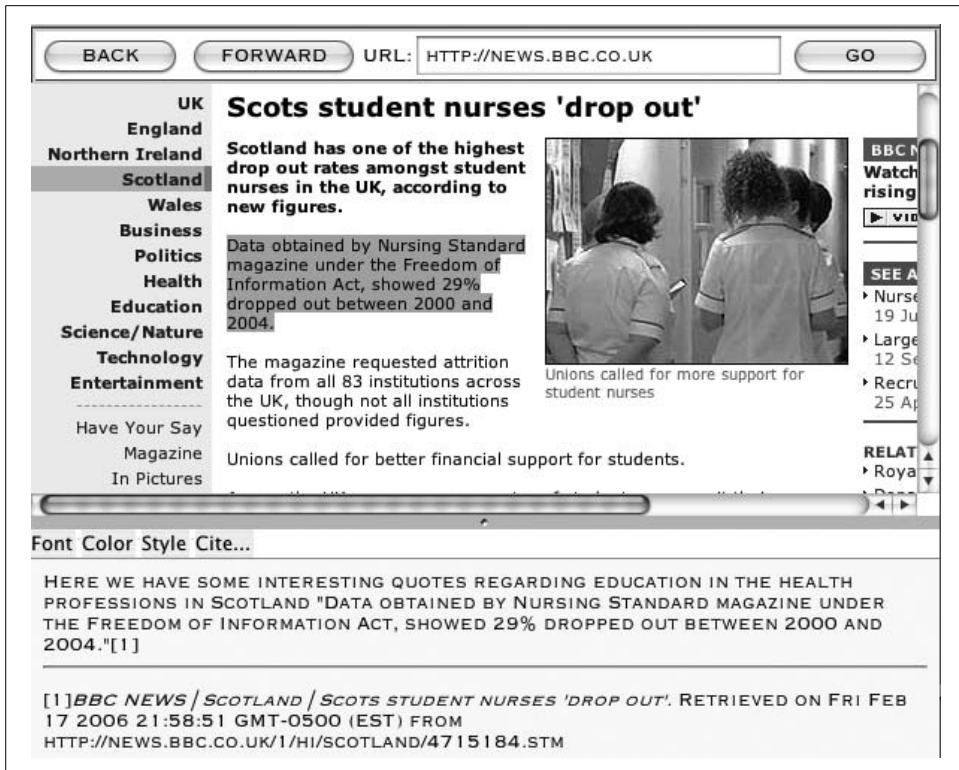 BACK FORWARD URL: HTTP://NEWS.BBC.CO.UK GO
UK
England
Northern Ireland
Scotland
Wales
Business
Politics
Health
Education
Science/Nature
Technology
Entertainment
Have Your Say
Magazine
In Pictures
Scots student nurses 'drop out'
Scotland has one of the highest
drop out rates amongst student
nurses in the UK, according to
new figures.
Data obtained by Nursing Standard
magazine under the Freedom of
Information Act, showed 29%
dropped out between 2000 and
2004.
The magazine requested attrition
data from all 83 institutions across
the UK, though not all institutions
questioned provided figures.
Unions called for better financial support for students.
Unions called for more support for
student nurses
BBC
Watch
rising
SEE
19
12
25
Font Color Style Cite...
HERE WE HAVE SOME INTERESTING QUOTES REGARDING EDUCATION IN THE HEALTH
PROFESSIONS IN SCOTLAND "DATA OBTAINED BY NURSING STANDARD MAGAZINE UNDER
THE FREEDOM OF INFORMATION ACT, SHOWED 29% DROPPED OUT BETWEEN 2000 AND
2004."[1]
[1]BBC NEWS | SCOTLAND | SCOTS STUDENT NURSES 'DROP OUT'. RETRIEVED ON FRI FEB
17 2006 21:58:51 GMT-0500 (EST) FROM
HTTP://NEWS.BBC.CO.UK/1/HI/SCOTLAND/4715184.STM